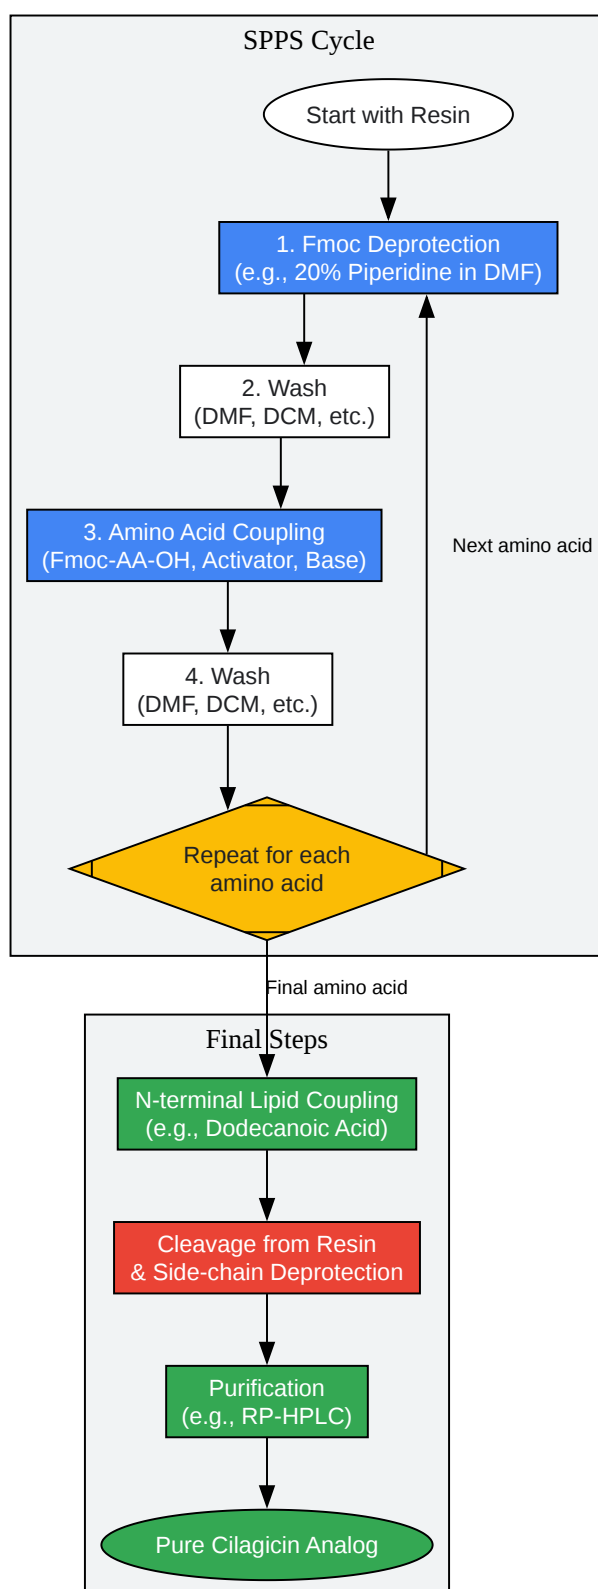 SPPS Cycle
Start with Resin
1. Fmoc Deprotection
(e.g., 20% Piperidine in DMF)
2. Wash
(DMF, DCM, etc.)
3. Amino Acid Coupling
(Fmoc-AA-OH, Activator, Base)
Next amino acid
4. Wash
(DMF, DCM, etc.)
Repeat for each
amino acid
Final amino acid
Final Steps
N-terminal Lipid Coupling
(e.g., Dodecanoic Acid)
Cleavage from Resin
& Side-chain Deprotection
Purification
(e.g., RP-HPLC)
Pure Cilagicin Analog